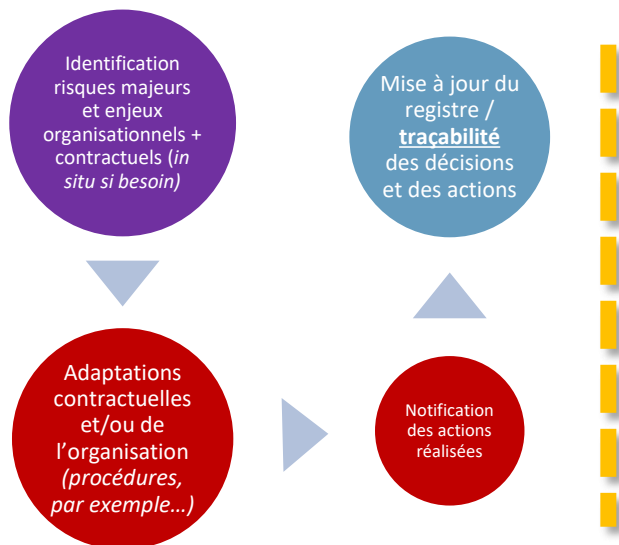 Identification
risques majeurs
et enjeux
organisationnels +
contractuels (in
situ si besoin)
Adaptations
contractuelles
et/ou de
l’organisation
(procédures,
par exemple…)
Notification
des actions
réalisées
Mise à jour du
registre /
traçabilité
des décisions
et des actions